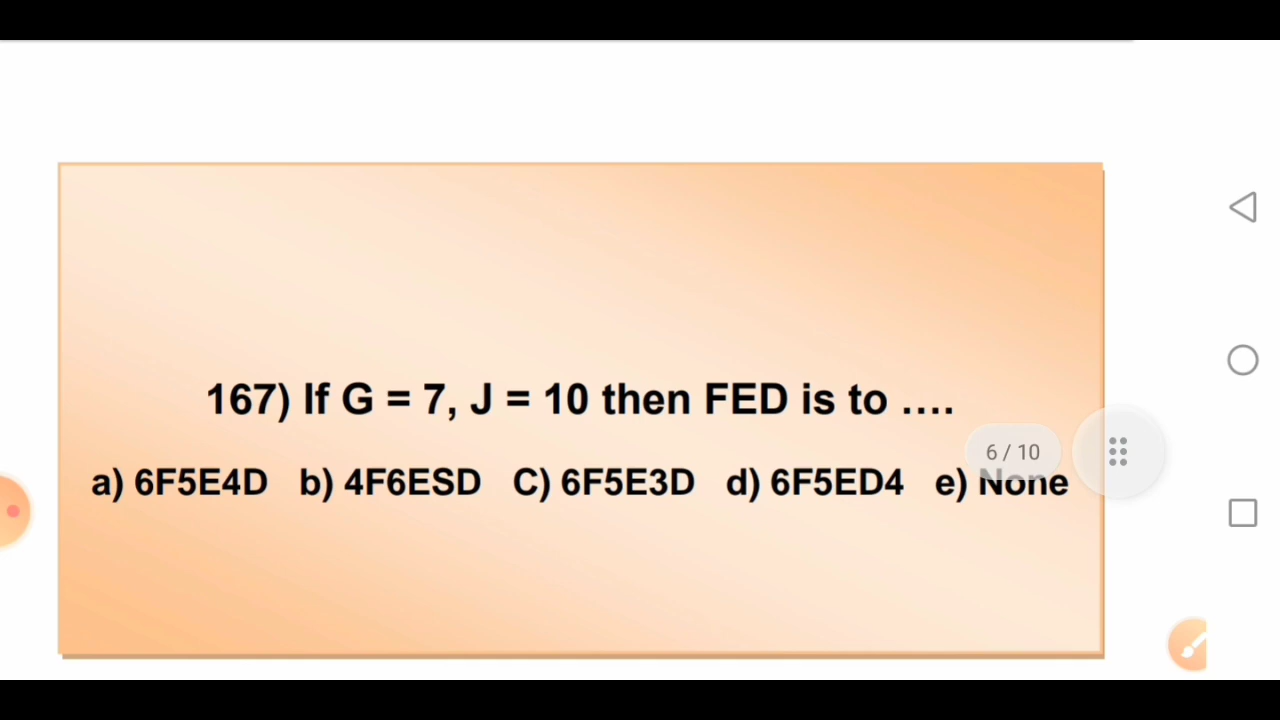 167) If G = 7, J = 10 then FED is to ....
6 / 10
a) 6F5E4D b) 4F6ESD C) 6F5E3D d) 6F5ED4 e) None